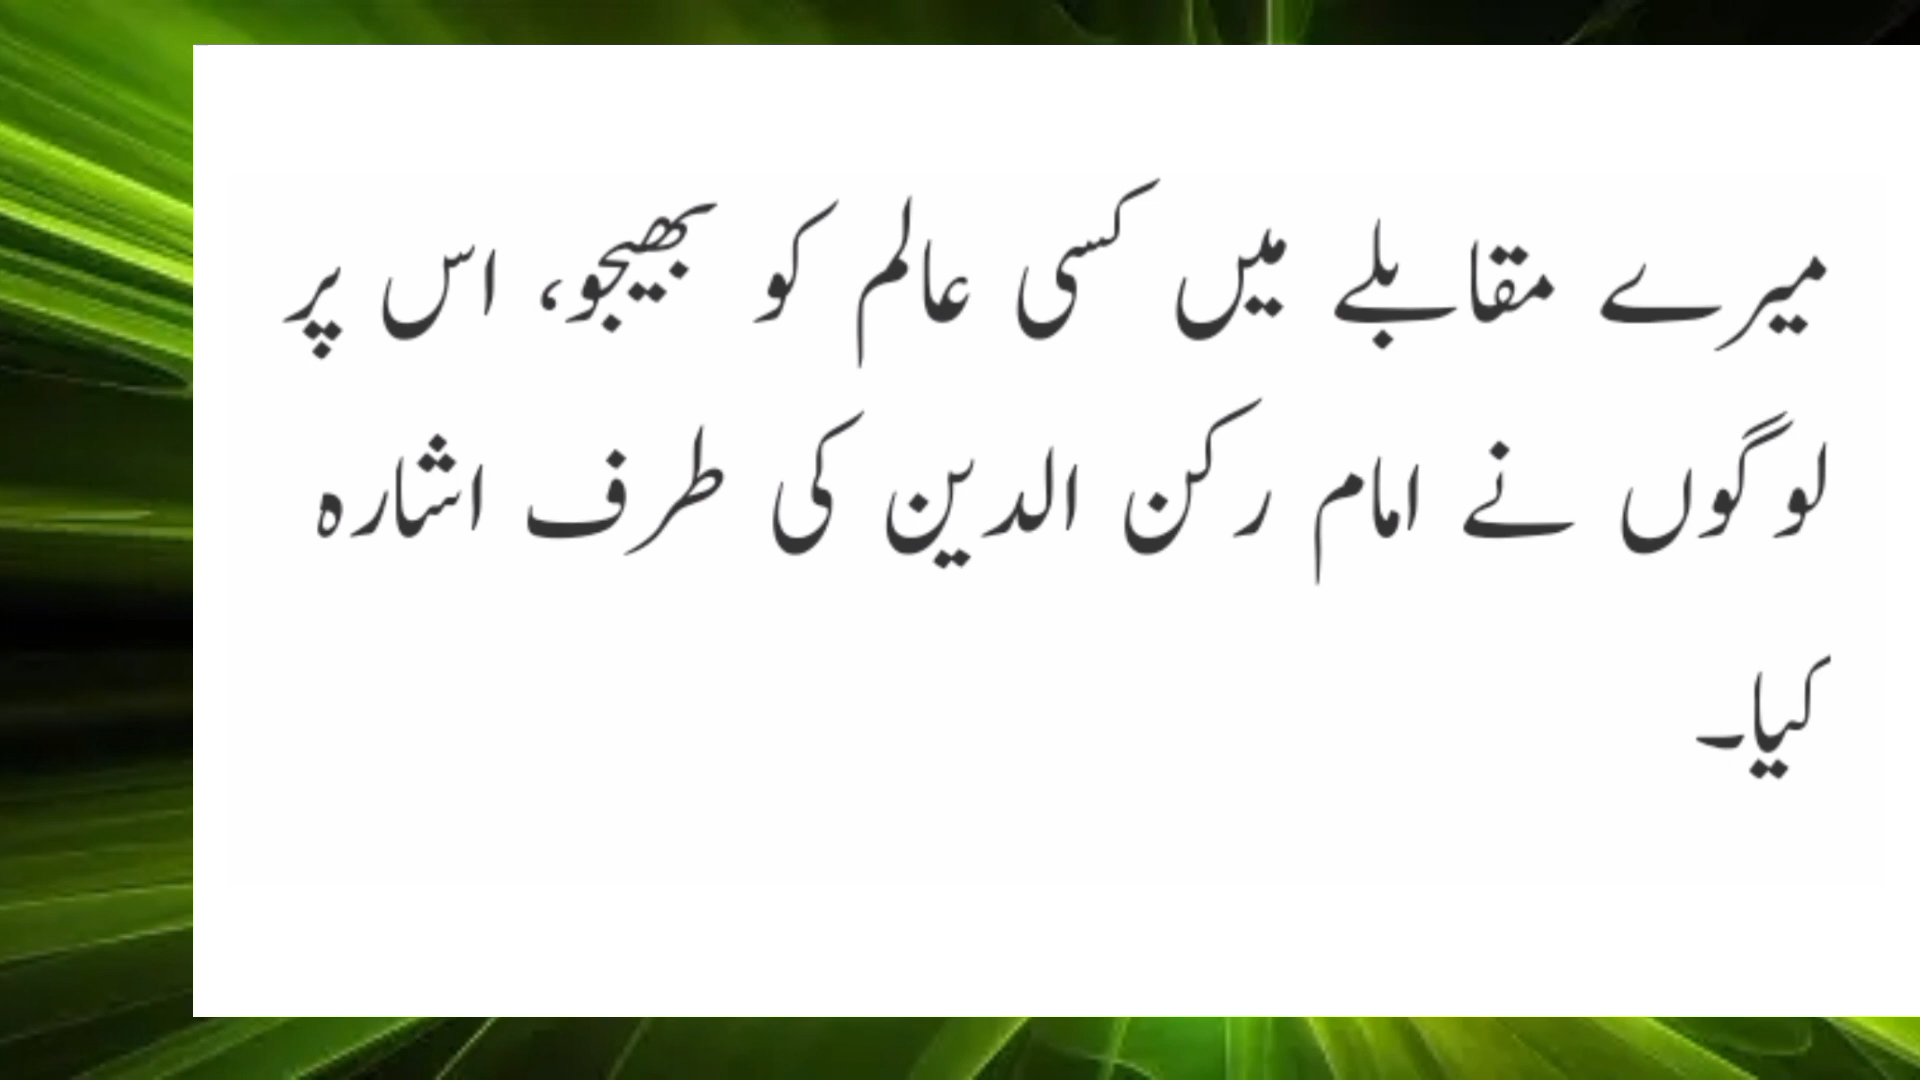 میرے مقابلے میں کسی عالم کو بھیجو، اس پر
لوگوں نے امام رکن الدین کی طرف اشارہ
کیا۔